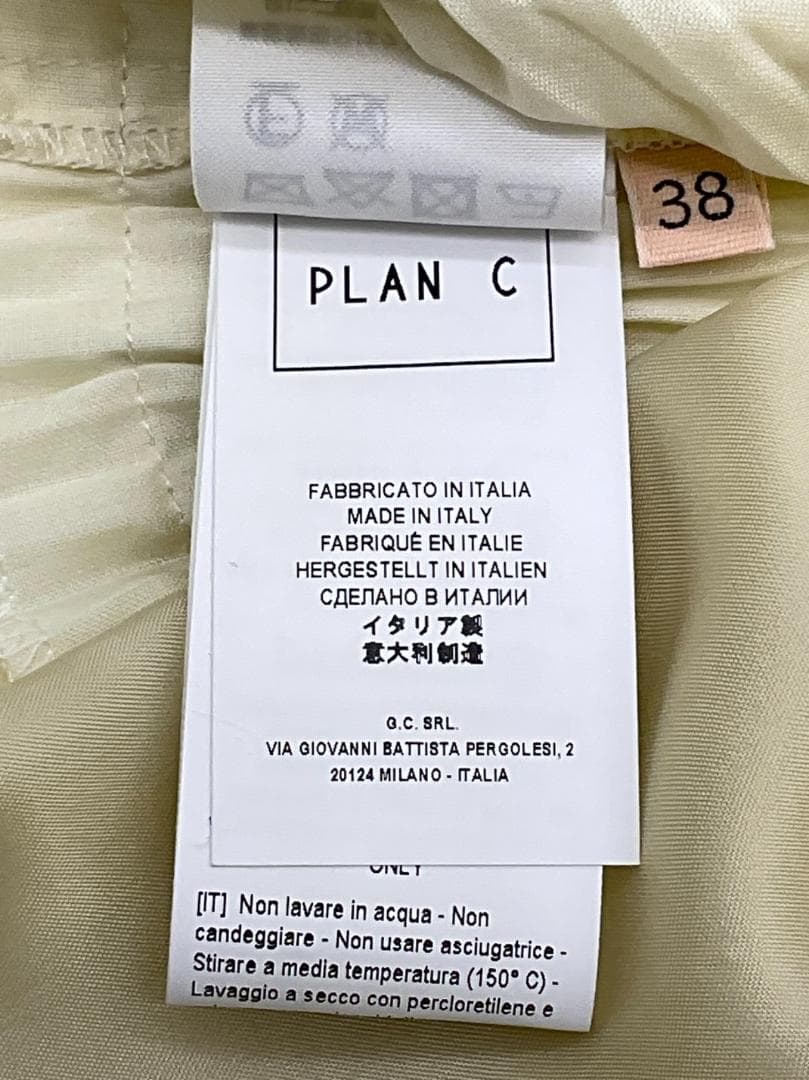 38
PLAN C
FABBRICATO IN ITALIA
MADE IN ITALY
FABRIQUÉ EN ITALIE
HERGESTELLT IN ITALIEN
СДЕЛАНО В ИТАЛИИ
イタリア製
意大利制造
G.C. SRL.
VIA GIOVANNI BATTISTA PERGOLESI, 2
20124 MILANO - ITALIA
ONLY
[IT] Non lavare in acqua - Non
candeggiare - Non usare asciugatrice -
Stirare a media temperatura (150° C) -
Lavaggio a secco con percloretilene e